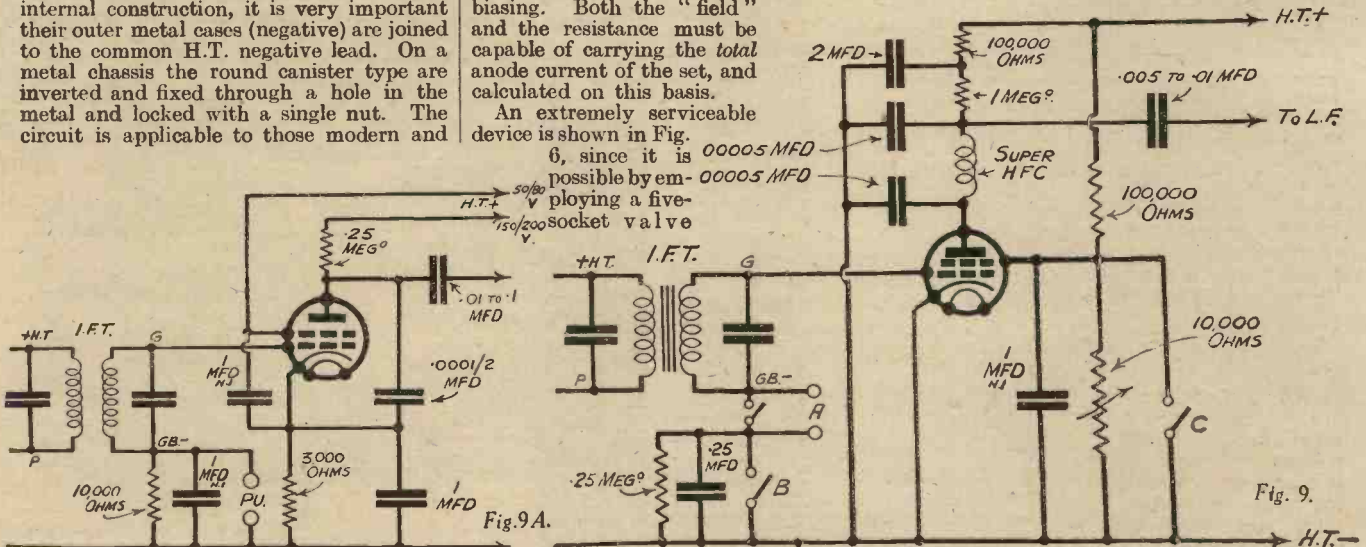 internal construction, it is very important
their outer metal cases (negative) are joined
to the common H.T. negative lead. On a
metal chassis the round canister type are
inverted and fixed through a hole in the
metal and locked with a single nut. The
circuit is applicable to those modern and
biasing. Both the "field"
and the resistance must be
capable of carrying the total
anode current of the set, and
calculated on this basis.
An extremely serviceable
device is shown in Fig.
6, since it is
possible by em-
ploying a five-
socket valve
50/80
V
H.T.+
150/200
V.
.25
MEGΩ
.01 TO .1
MFD
+H.T
I.F.T.
G
P
1
MFD
N.I
.0001/2
MFD
GB.-
10,000
OHMS
1
MFD
N.I
PU.
3,000
OHMS
1
MFD
Fig. 9A.
H.T.+
2 MFD
100,000
OHMS
1 MEGΩ.
.005 TO .01 MFD
TO L.F.
.00005 MFD
.00005 MFD
SUPER
HFC
100,000
OHMS
+H.T.
I.F.T.
G
P
GB.-
A
.25 MEGΩ
.25
MFD
B
1
MFD
N.I
10,000
OHMS
C
Fig. 9.
H.T.—